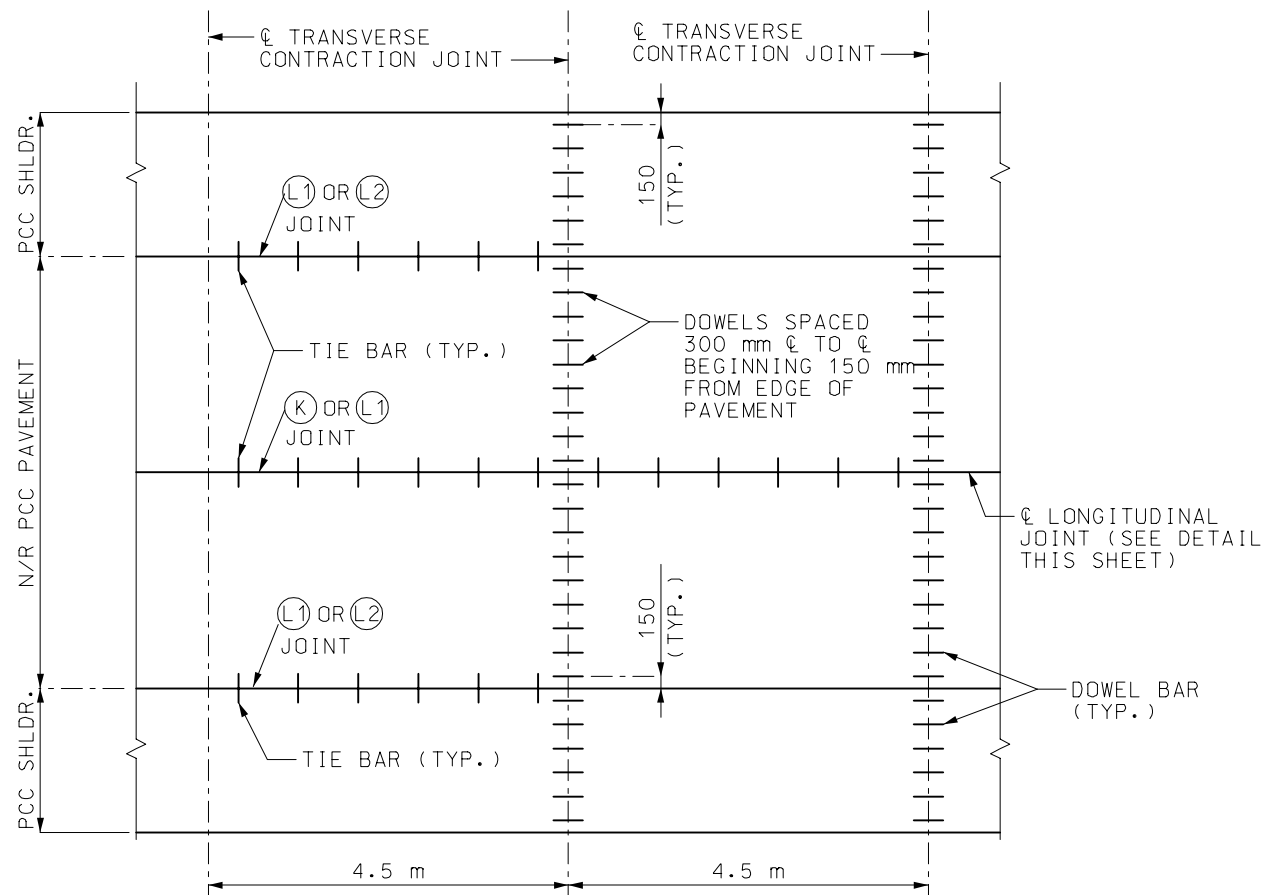 ℄ TRANSVERSE
CONTRACTION JOINT
℄ TRANSVERSE
CONTRACTION JOINT
PCC SHLDR.
150
(TYP.)
L1 OR L2
JOINT
TIE BAR (TYP.)
DOWELS SPACED
300 mm ℄ TO ℄
BEGINNING 150 mm
FROM EDGE OF
PAVEMENT
N/R PCC PAVEMENT
K OR L1
JOINT
℄ LONGITUDINAL
JOINT (SEE DETAIL
THIS SHEET)
L1 OR L2
JOINT
150
(TYP.)
DOWEL BAR
(TYP.)
PCC SHLDR.
TIE BAR (TYP.)
4.5 m
4.5 m